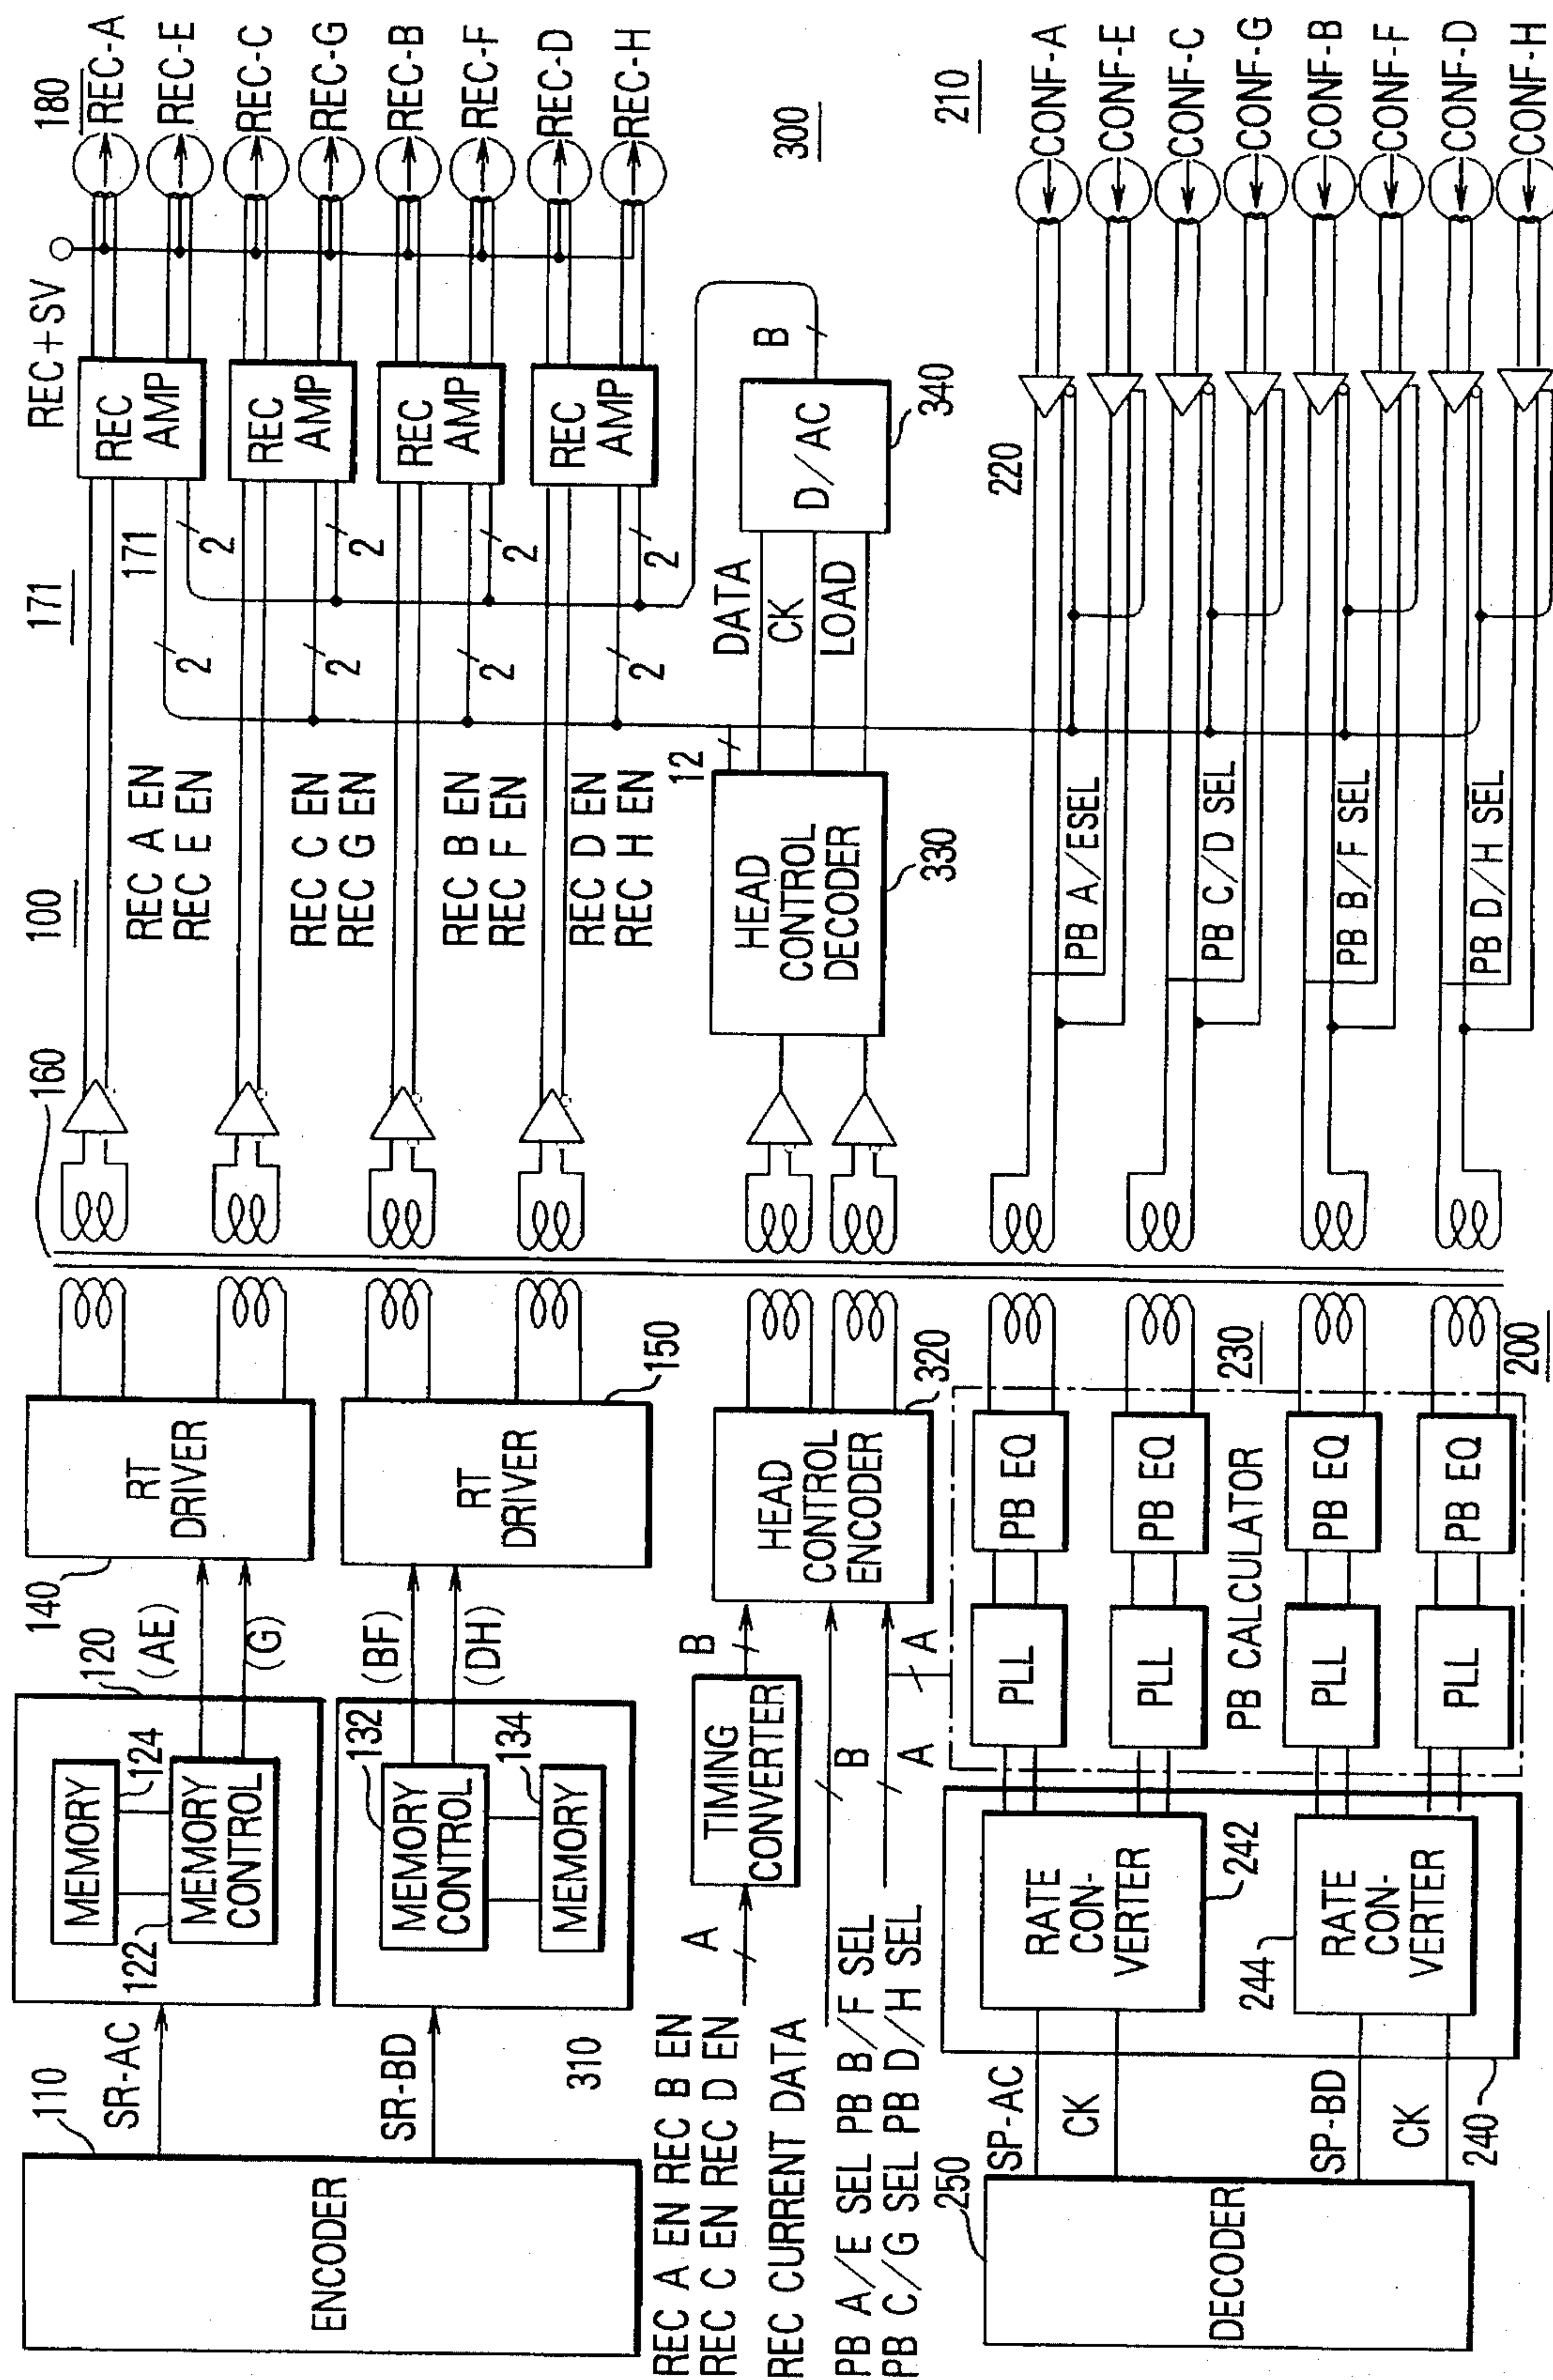 110
ENCODER
SR-AC
SR-BD
310
120
MEMORY
124
MEMORY
CONTROL
122
132
MEMORY
CONTROL
134
MEMORY
(AE)
(G)
(BF)
(DH)
140
RT
DRIVER
RT
DRIVER
150
160
100
REC A EN
REC E EN
REC C EN
REC G EN
REC B EN
REC F EN
REC D EN
REC H EN
171
171
2
2
2
2
2
2
2
2
REC+SV
REC
AMP
REC
AMP
REC
AMP
REC
AMP
180
REC-A
REC-E
REC-C
REC-G
REC-B
REC-F
REC-D
REC-H
REC A EN REC B EN
REC C EN REC D EN
REC CURRENT DATA
PB A/E SEL PB B/F SEL
PB C/G SEL PB D/H SEL
A
TIMING
CONVERTER
B
B
A
A
HEAD
CONTROL
ENCODER
320
HEAD
CONTROL
DECODER
330
12
DATA
CK
LOAD
D/AC
340
B
300
250
DECODER
SP-AC
CK
SP-BD
CK
240
RATE
CON-
VERTER
242
244
RATE
CON-
VERTER
PLL
PB EQ
PLL
PB EQ
PB CALCULATOR
230
PLL
PB EQ
PLL
PB EQ
200
PB A/ESEL
PB C/D SEL
PB B/F SEL
PB D/H SEL
220
210
CONF-A
CONF-E
CONF-C
CONF-G
CONF-B
CONF-F
CONF-D
CONF-H